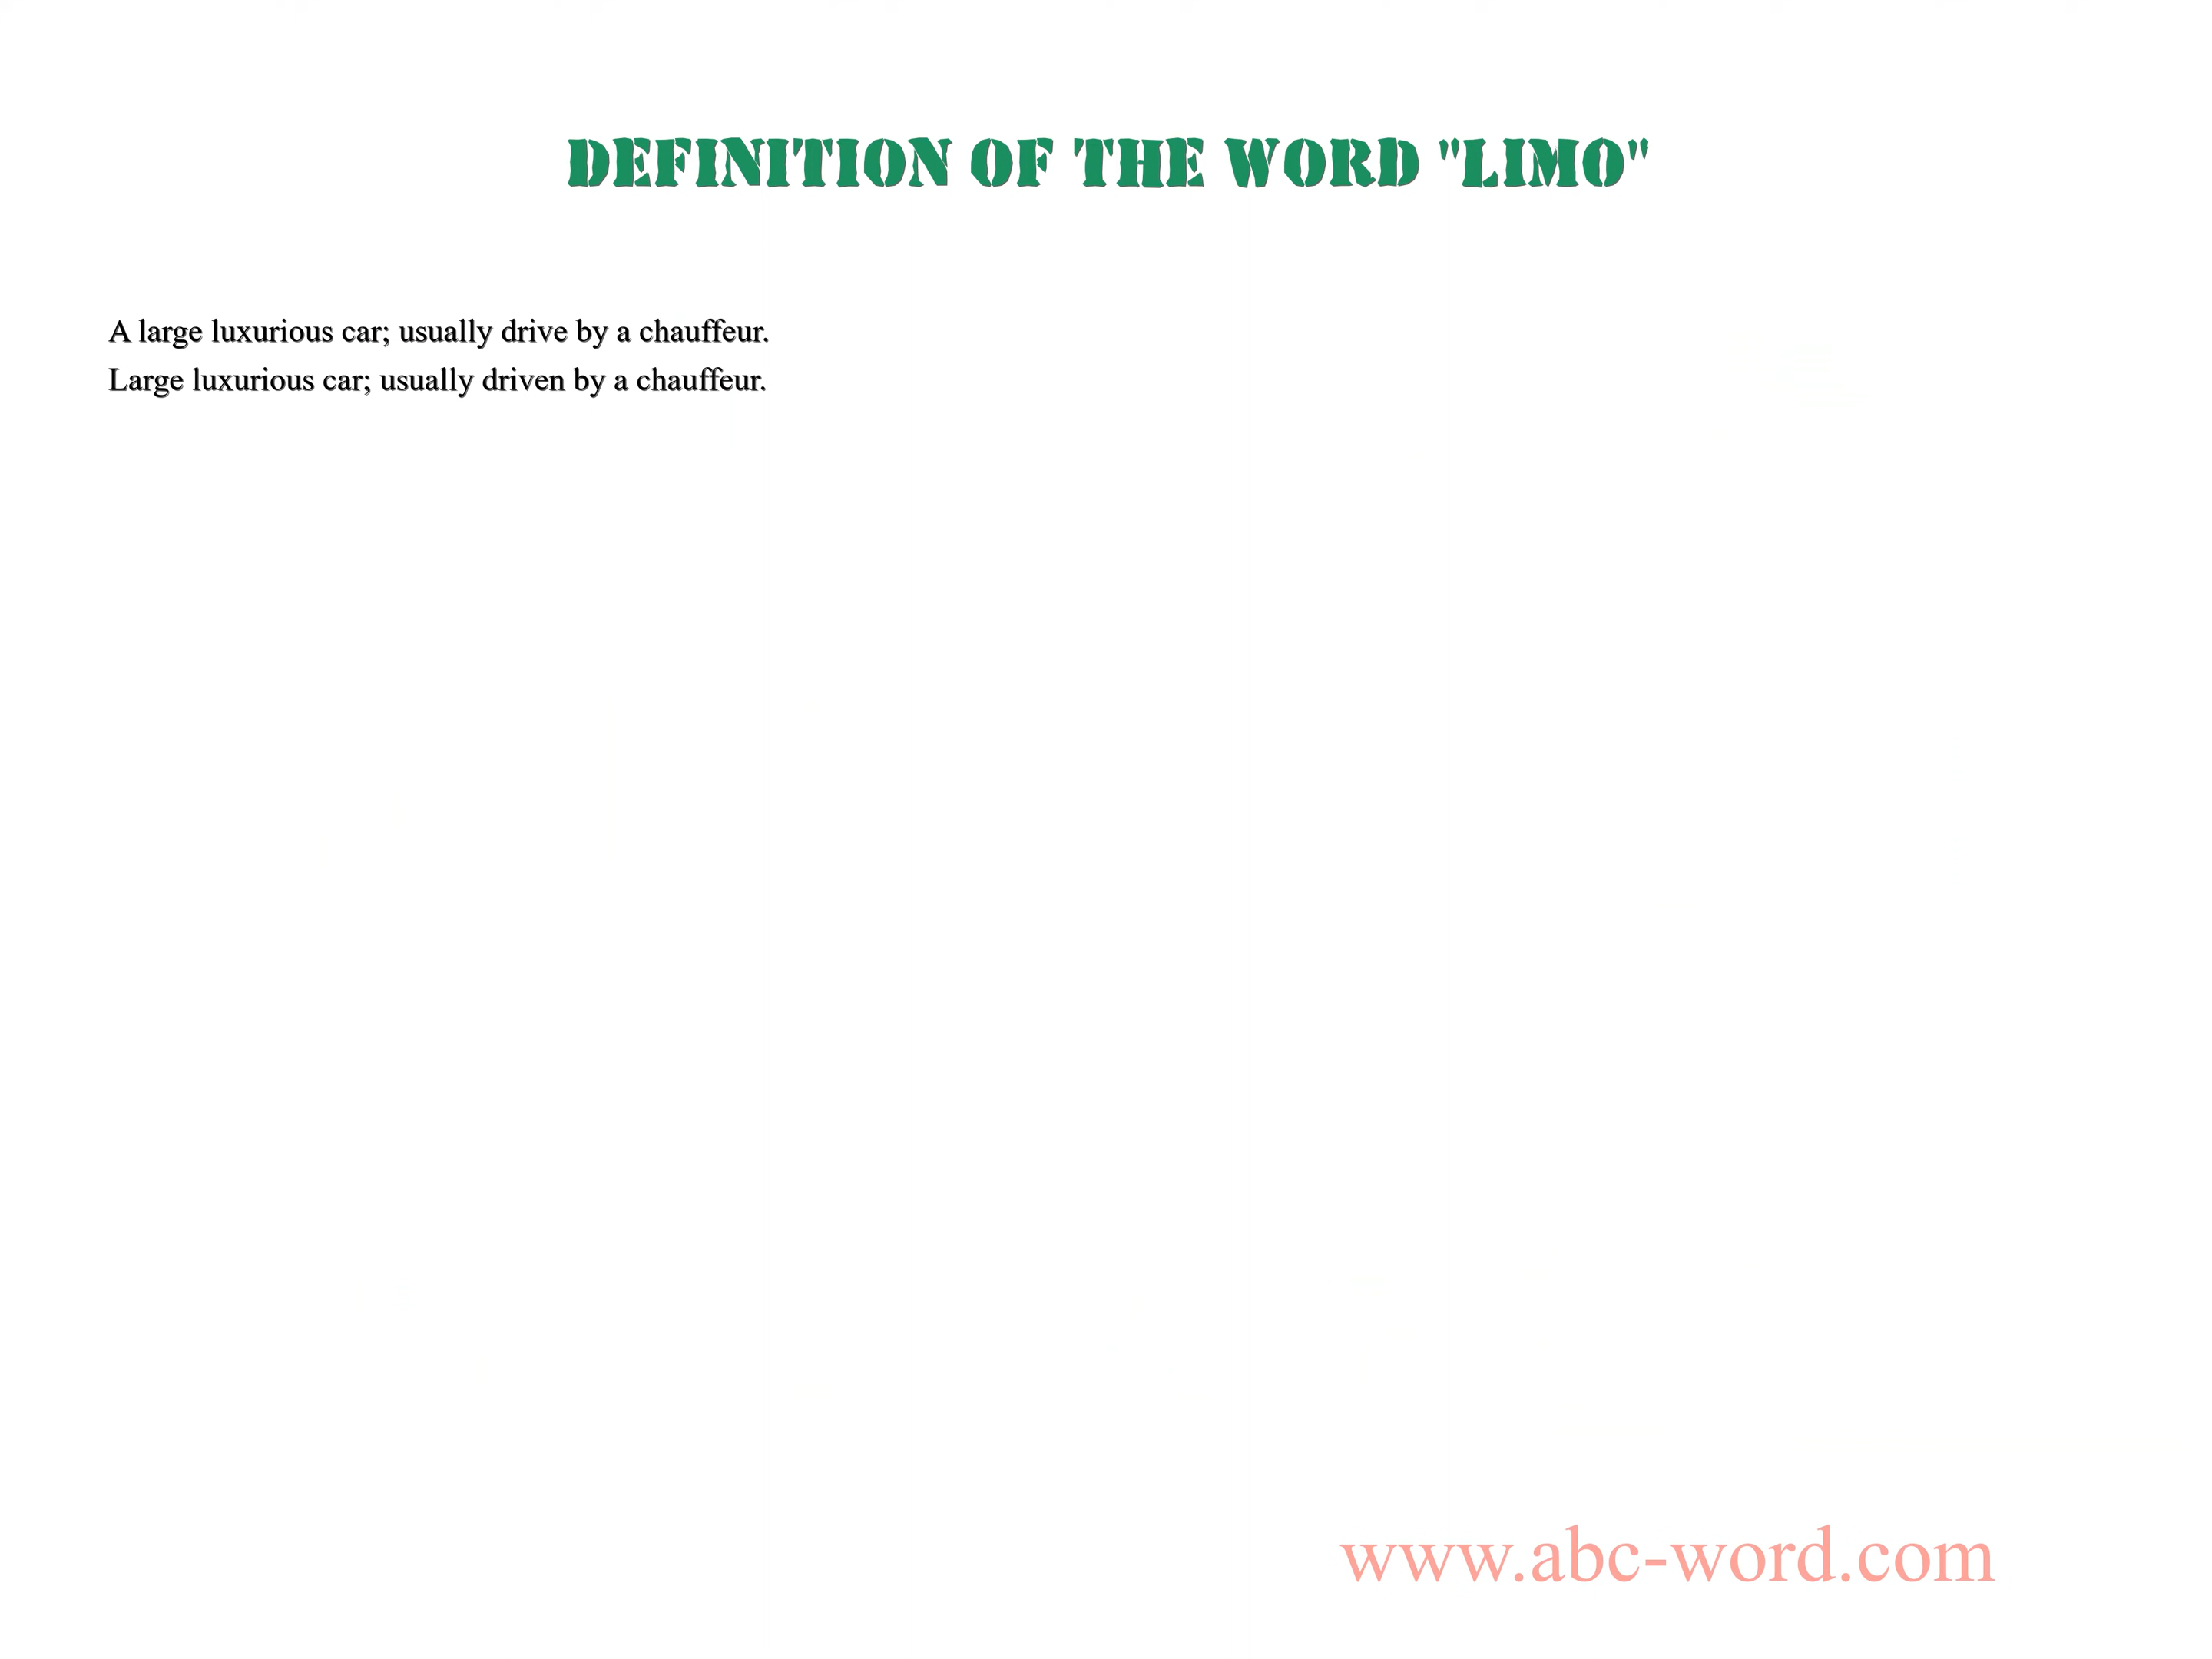 DEFINITION OF THE WORD "LIMO"
A large luxurious car; usually drive by a chauffeur.
Large luxurious car; usually driven by a chauffeur.
www.abc-word.com